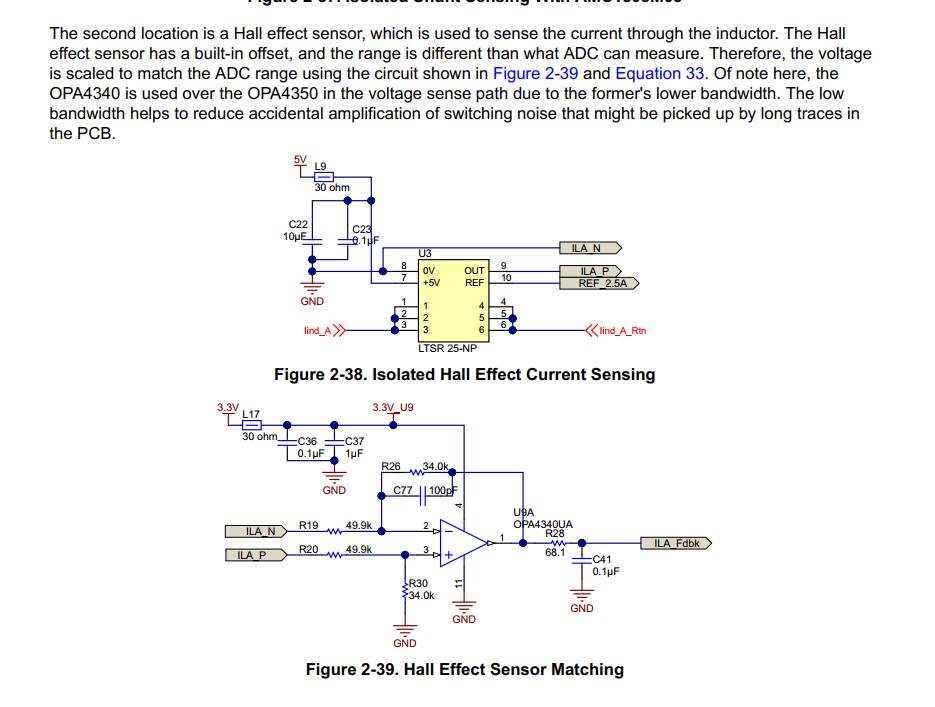 Figure 2-37. Isolated Shunt Sensing With AMC1305M05
The second location is a Hall effect sensor, which is used to sense the current through the inductor. The Hall
effect sensor has a built-in offset, and the range is different than what ADC can measure. Therefore, the voltage
is scaled to match the ADC range using the circuit shown in Figure 2-39 and Equation 33. Of note here, the
OPA4340 is used over the OPA4350 in the voltage sense path due to the former's lower bandwidth. The low
bandwidth helps to reduce accidental amplification of switching noise that might be picked up by long traces in
the PCB.
5V
L9
30 ohm
C22
10µF
C23
0.1µF
GND
U3
8
0V
OUT
9
7
+5V
REF
10
1
1
4
4
2
2
5
5
3
3
6
6
LTSR 25-NP
ILA_N
ILA_P
REF_2.5A
Iind_A
Iind_A_Rtn
Figure 2-38. Isolated Hall Effect Current Sensing
3.3V
L17
30 ohm
3.3V_U9
C36
0.1µF
C37
1µF
GND
R26
34.0k
C77
100pF
4
U9A
OPA4340UA
ILA_N
R19
49.9k
2
ILA_P
R20
49.9k
3
1
R28
68.1
ILA_Fdbk
C41
0.1µF
GND
R30
34.0k
GND
11
GND
Figure 2-39. Hall Effect Sensor Matching